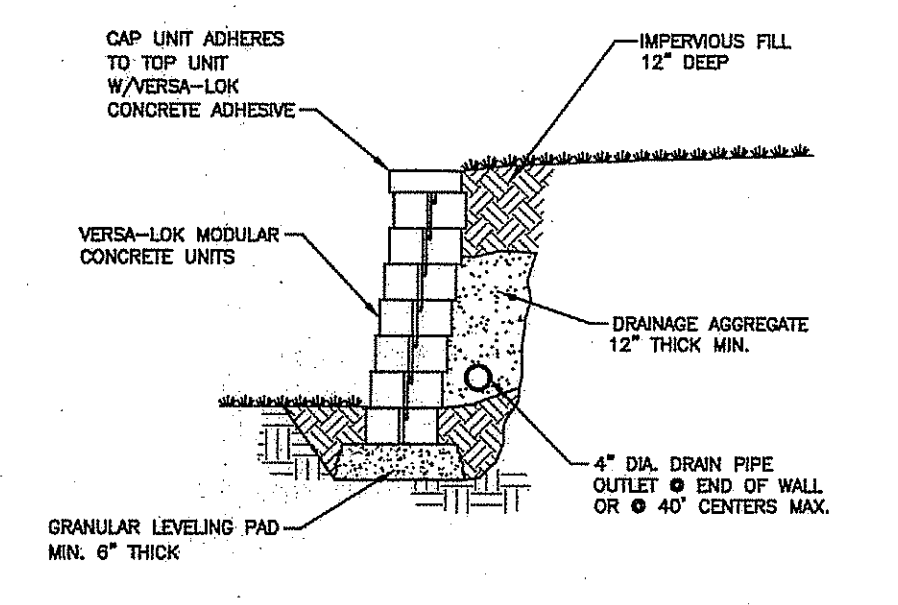 CAP UNIT ADHERES
TO TOP UNIT
W/VERSA-LOK
CONCRETE ADHESIVE
IMPERVIOUS FILL
12" DEEP
VERSA-LOK MODULAR
CONCRETE UNITS
DRAINAGE AGGREGATE
12" THICK MIN.
4" DIA. DRAIN PIPE
OUTLET @ END OF WALL
OR @ 40' CENTERS MAX.
GRANULAR LEVELING PAD
MIN. 6" THICK